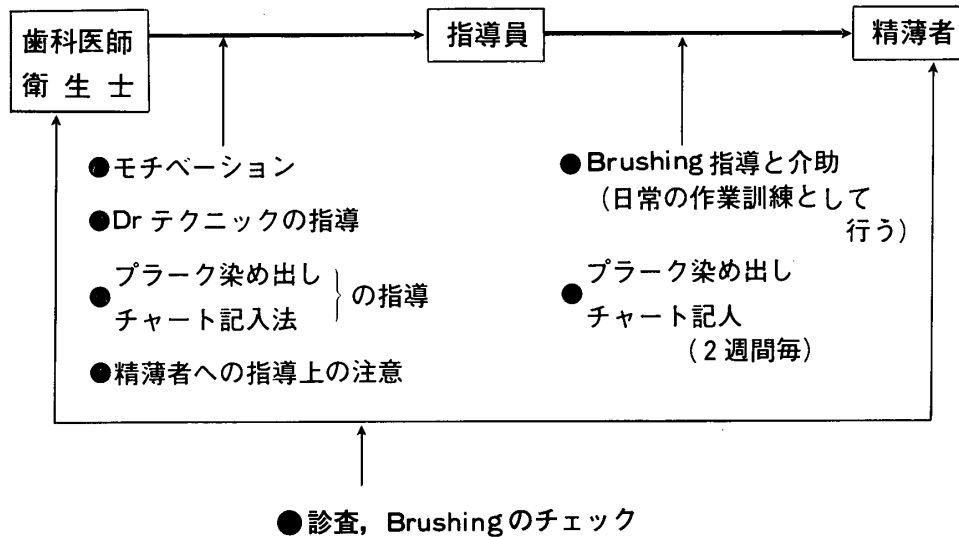 歯科医師
衛生士
指導員
精薄者
●モチベーション
●Dr テクニックの指導
●プラーク染め出し
チャート記入法 } の指導
●精薄者への指導上の注意
●Brushing 指導と介助
(日常の作業訓練として
行う)
●プラーク染め出し
チャート記人
(2週間毎)
●診査, Brushingのチェック